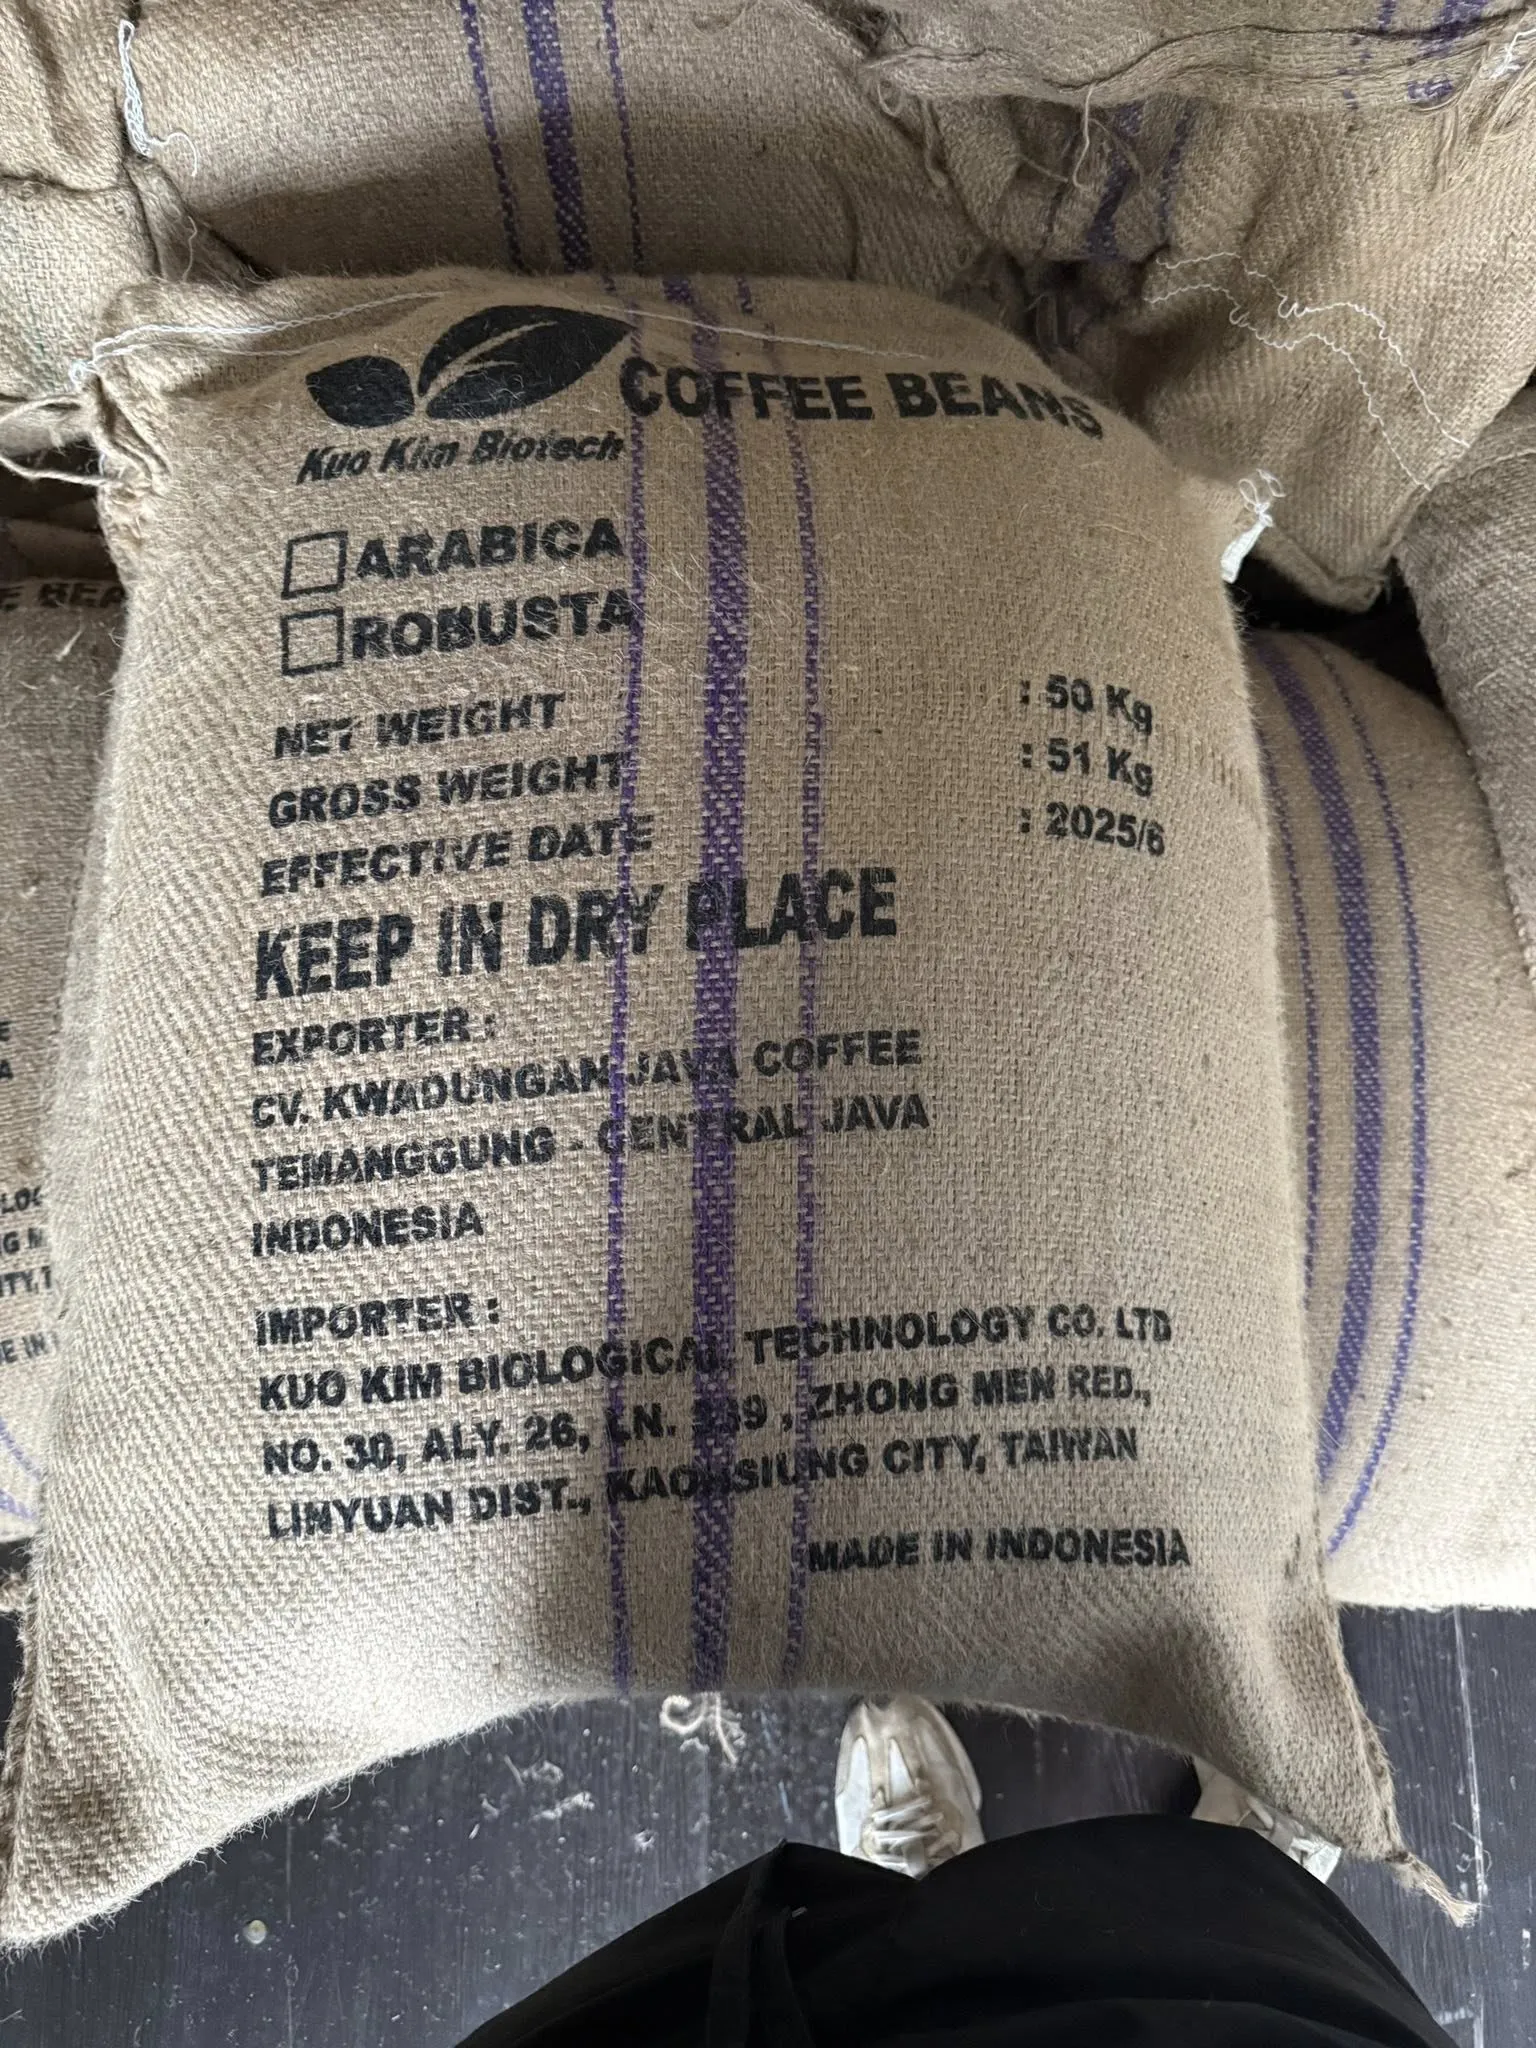 COFFEE BEANS
Kuo Kim Biotech
ARABICA
ROBUSTA
NET WEIGHT : 50 Kg
GROSS WEIGHT : 51 Kg
EFFECTIVE DATE : 2025/6
KEEP IN DRY PLACE
EXPORTER :
CV. KWADUNGAN JAVA COFFEE
TEMANGGUNG - CENTRAL JAVA
INDONESIA
IMPORTER :
KUO KIM BIOLOGICAL TECHNOLOGY CO. LTD
NO. 30, ALY. 26, LN. , ZHONG MEN RED.,
LINYUAN DIST., KAOHSIUNG CITY, TAIWAN
MADE IN INDONESIA